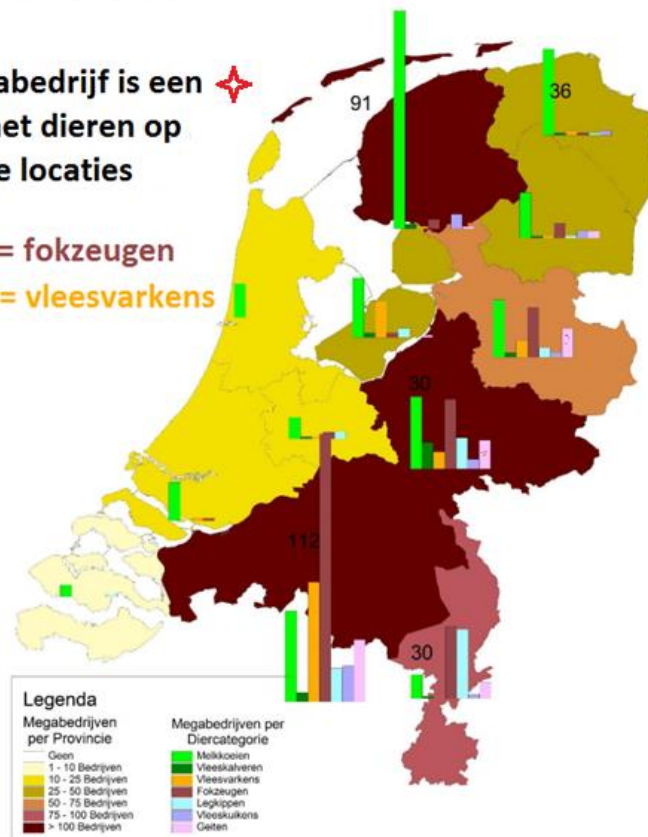 abedrijf is een
et dieren op
e locaties
= fokzeugen
= vleesvarkens
91
36
30
112
30
Legenda
Megabedrijven
per Provincie
Geen
1 - 10 Bedrijven
10 - 25 Bedrijven
25 - 50 Bedrijven
50 - 75 Bedrijven
75 - 100 Bedrijven
> 100 Bedrijven
Megabedrijven per
Diercategorie
Melkkoeien
Vleeskalveren
Vleesvarkens
Fokzeugen
Legkippen
Vleeskuikens
Geiten